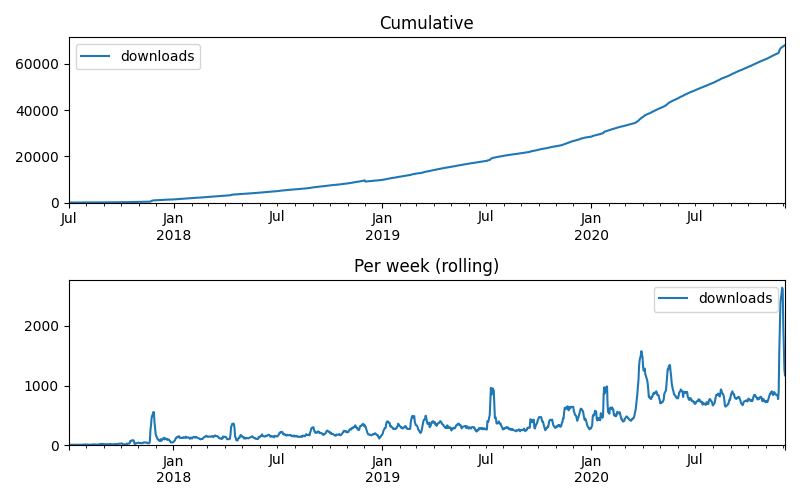 Cumulative
downloads
60000
40000
20000
0
Jul Jan Jul Jan Jul Jan Jul
2018 2019 2020
Per week (rolling)
downloads
2000
1000
0
Jul Jan Jul Jan Jul Jan Jul
2018 2019 2020